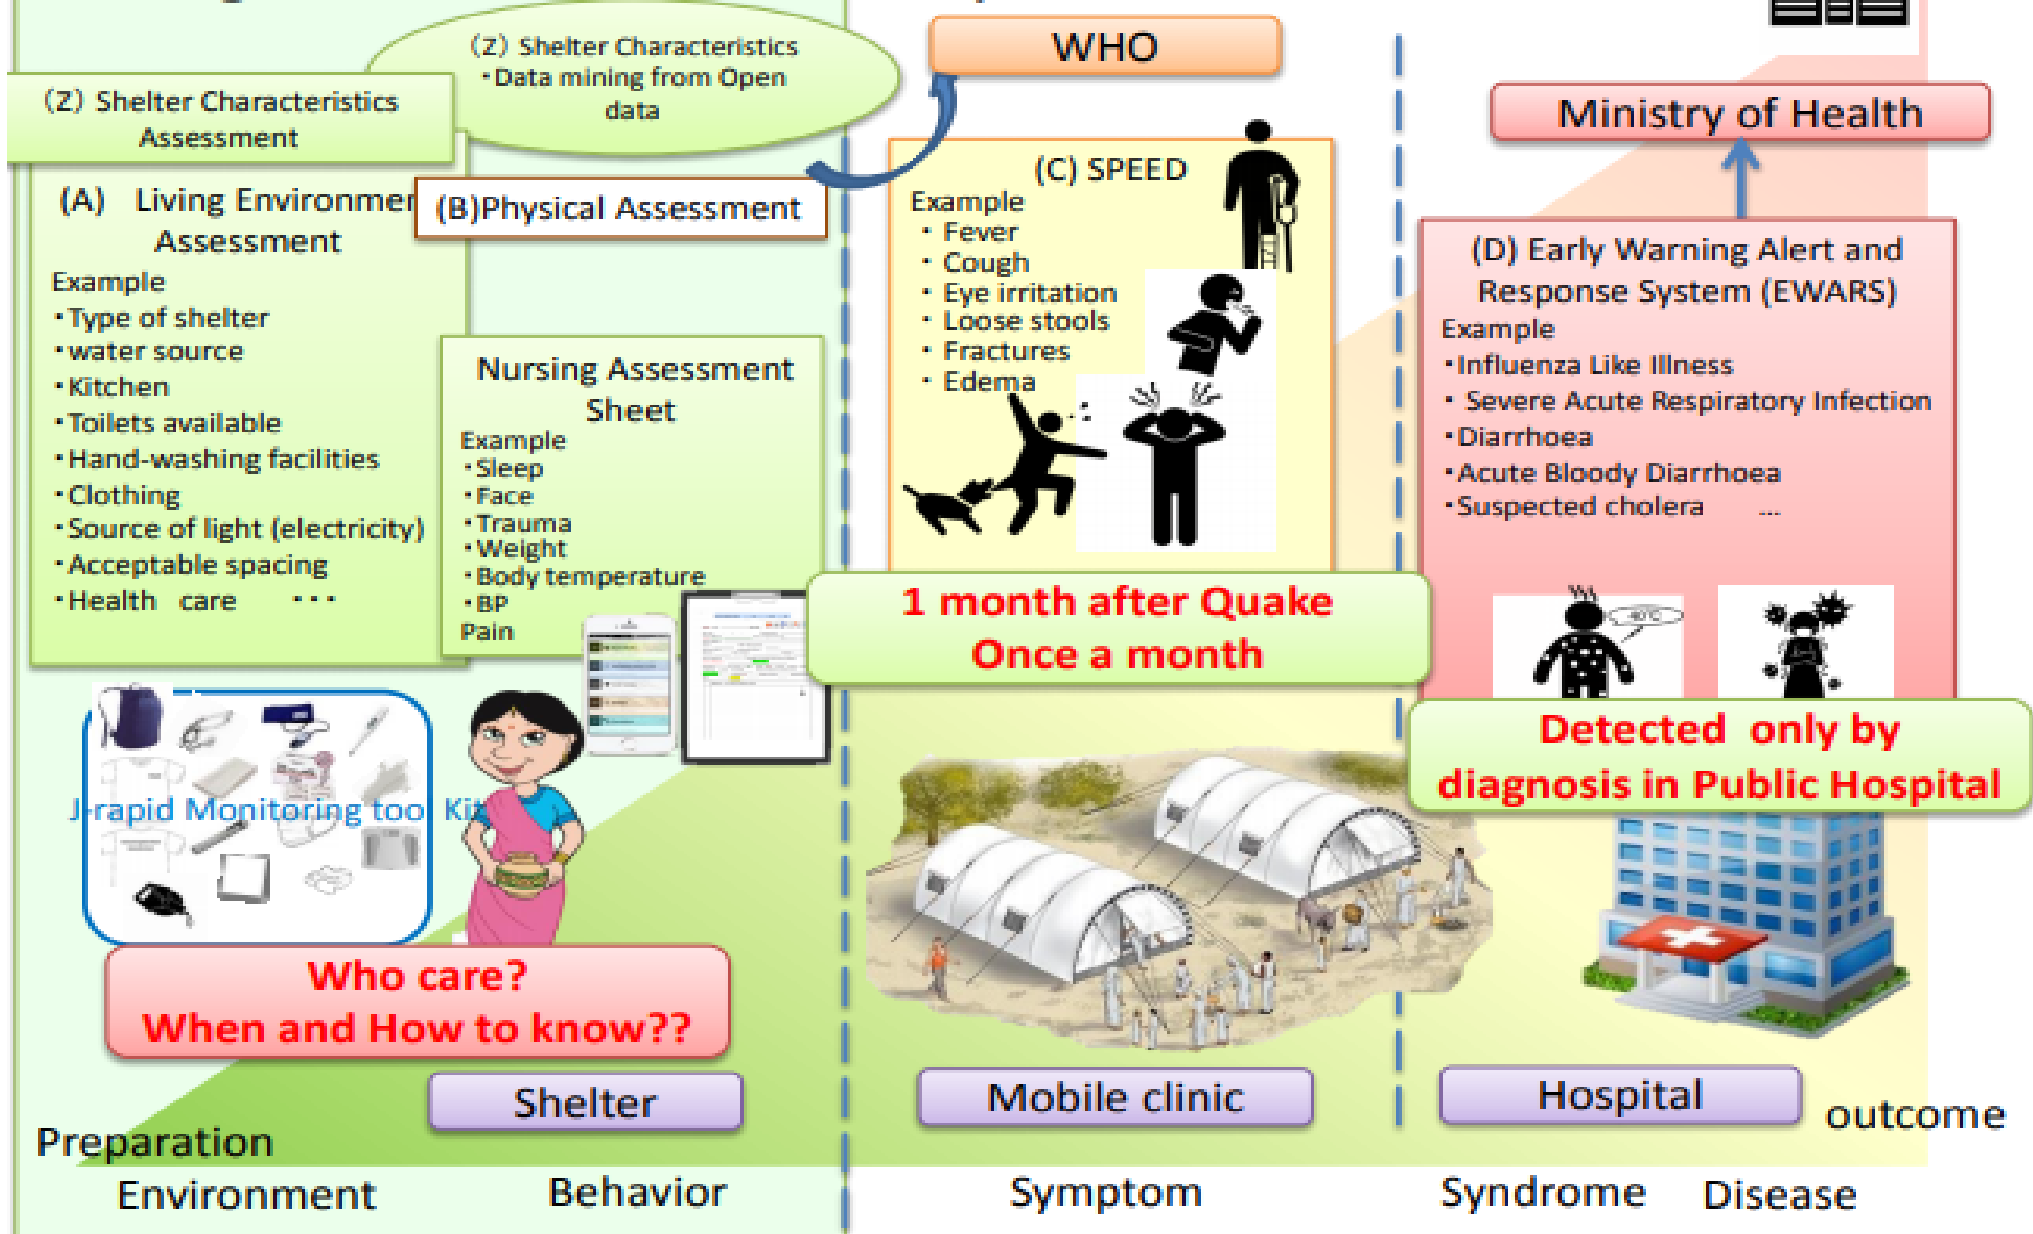 (Z) Shelter Characteristics
・Data mining from Open
data
(Z) Shelter Characteristics
Assessment
(A) Living Environmen
Assessment
Example
・Type of shelter
・water source
・Kitchen
・Toilets available
・Hand-washing facilities
・Clothing
・Source of light (electricity)
・Acceptable spacing
・Health care ・・・
(B)Physical Assessment
Nursing Assessment
Sheet
Example
・Sleep
・Face
・Trauma
・Weight
・Body temperature
・BP
Pain
J-rapid Monitoring too Kit
Who care?
When and How to know??
Shelter
WHO
(C) SPEED
Example
・ Fever
・ Cough
・ Eye irritation
・ Loose stools
・ Fractures
・ Edema
1 month after Quake
Once a month
Mobile clinic
Ministry of Health
(D) Early Warning Alert and
Response System (EWARS)
Example
・Influenza Like Illness
・ Severe Acute Respiratory Infection
・Diarrhoea
・Acute Bloody Diarrhoea
・Suspected cholera ...
Detected only by
diagnosis in Public Hospital
Hospital
outcome
Preparation
Environment
Behavior
Symptom
Syndrome
Disease